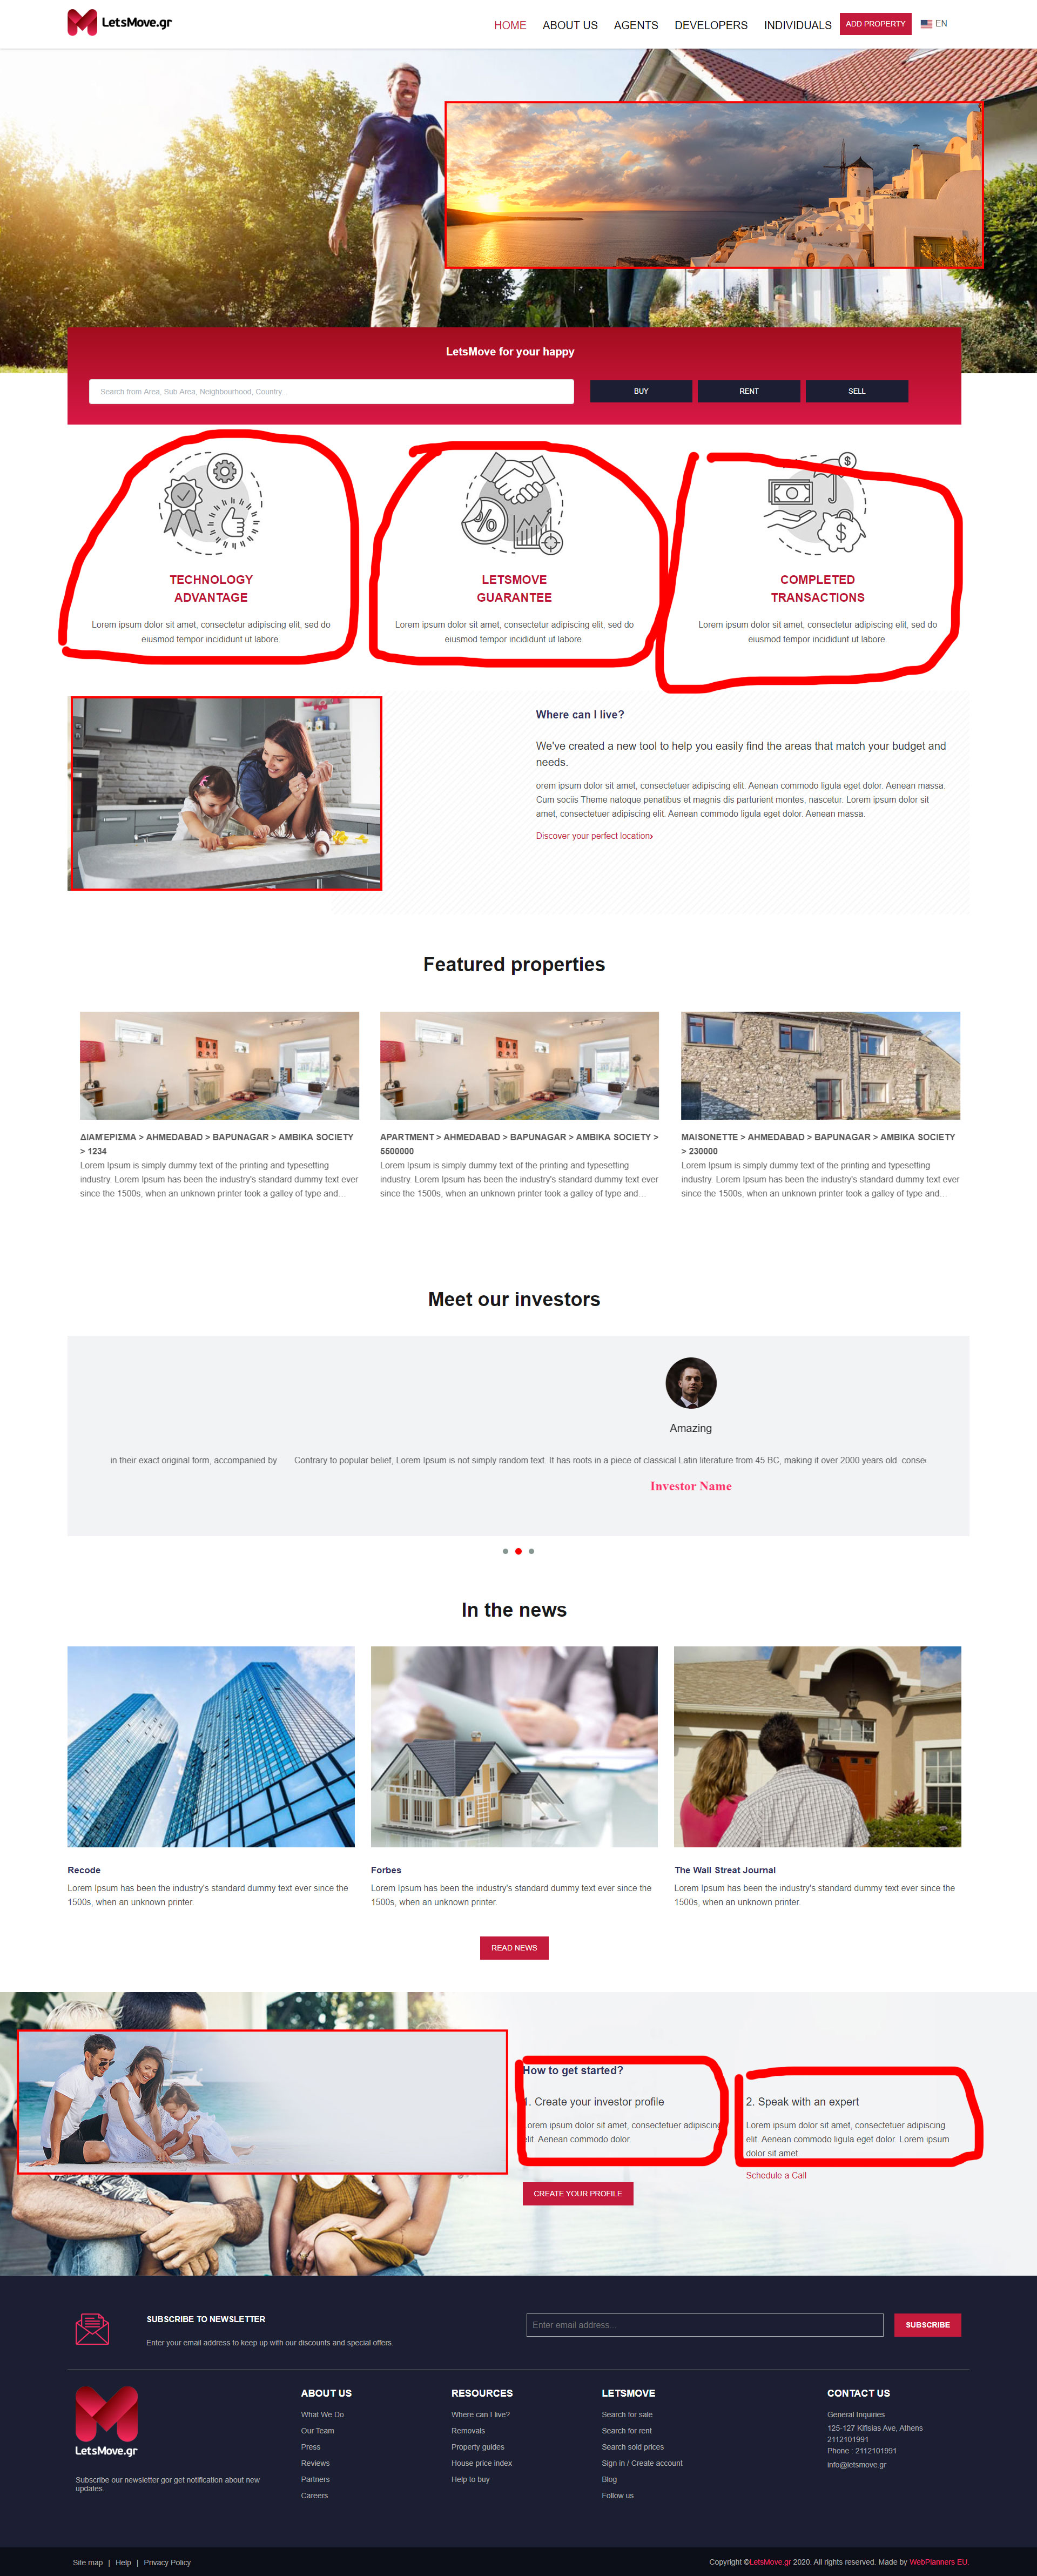 LetsMove.gr
HOME ABOUT US AGENTS DEVELOPERS INDIVIDUALS ADD PROPERTY EN
LetsMove for your happy
Search from Area, Sub Area, Neighbourhood, Country...
BUY RENT SELL
TECHNOLOGY
ADVANTAGE
Lorem ipsum dolor sit amet, consectetur adipiscing elit, sed do
eiusmod tempor incididunt ut labore.
LETSMOVE
GUARANTEE
Lorem ipsum dolor sit amet, consectetur adipiscing elit, sed do
eiusmod tempor incididunt ut labore.
COMPLETED
TRANSACTIONS
Lorem ipsum dolor sit amet, consectetur adipiscing elit, sed do
eiusmod tempor incididunt ut labore.
Where can I live?
We've created a new tool to help you easily find the areas that match your budget and
needs.
orem ipsum dolor sit amet, consectetuer adipiscing elit. Aenean commodo ligula eget dolor. Aenean massa.
Cum sociis Theme natoque penatibus et magnis dis parturient montes, nascetur. Lorem ipsum dolor sit
amet, consectetuer adipiscing elit. Aenean commodo ligula eget dolor. Aenean massa.
Discover your perfect location›
Featured properties
ΔΙΑΜΈΡΙΣΜΑ > AHMEDABAD > BAPUNAGAR > AMBIKA SOCIETY
> 1234
Lorem Ipsum is simply dummy text of the printing and typesetting
industry. Lorem Ipsum has been the industry's standard dummy text ever
since the 1500s, when an unknown printer took a galley of type and...
APARTMENT > AHMEDABAD > BAPUNAGAR > AMBIKA SOCIETY >
5500000
Lorem Ipsum is simply dummy text of the printing and typesetting
industry. Lorem Ipsum has been the industry's standard dummy text ever
since the 1500s, when an unknown printer took a galley of type and...
MAISONETTE > AHMEDABAD > BAPUNAGAR > AMBIKA SOCIETY
> 230000
Lorem Ipsum is simply dummy text of the printing and typesetting
industry. Lorem Ipsum has been the industry's standard dummy text ever
since the 1500s, when an unknown printer took a galley of type and...
Meet our investors
Amazing
in their exact original form, accompanied by
Contrary to popular belief, Lorem Ipsum is not simply random text. It has roots in a piece of classical Latin literature from 45 BC, making it over 2000 years old. conse
Investor Name
In the news
Recode
Lorem Ipsum has been the industry's standard dummy text ever since the
1500s, when an unknown printer.
Forbes
Lorem Ipsum has been the industry's standard dummy text ever since the
1500s, when an unknown printer.
The Wall Streat Journal
Lorem Ipsum has been the industry's standard dummy text ever since the
1500s, when an unknown printer.
READ NEWS
How to get started?
1. Create your investor profile
Lorem ipsum dolor sit amet, consectetuer adipiscing
elit. Aenean commodo dolor.
CREATE YOUR PROFILE
2. Speak with an expert
Lorem ipsum dolor sit amet, consectetuer adipiscing
elit. Aenean commodo ligula eget dolor. Lorem ipsum
dolor sit amet.
Schedule a Call
SUBSCRIBE TO NEWSLETTER
Enter your email address to keep up with our discounts and special offers.
Enter email address...
SUBSCRIBE
LetsMove.gr
Subscribe our newsletter gor get notification about new
updates.
ABOUT US
What We Do
Our Team
Press
Reviews
Partners
Careers
RESOURCES
Where can I live?
Removals
Property guides
House price index
Help to buy
LETSMOVE
Search for sale
Search for rent
Search sold prices
Sign in / Create account
Blog
Follow us
CONTACT US
General Inquiries
125-127 Kifisias Ave, Athens
2112101991
Phone : 2112101991
info@letsmove.gr
Site map | Help | Privacy Policy
Copyright ©LetsMove.gr 2020. All rights reserved. Made by WebPlanners EU.